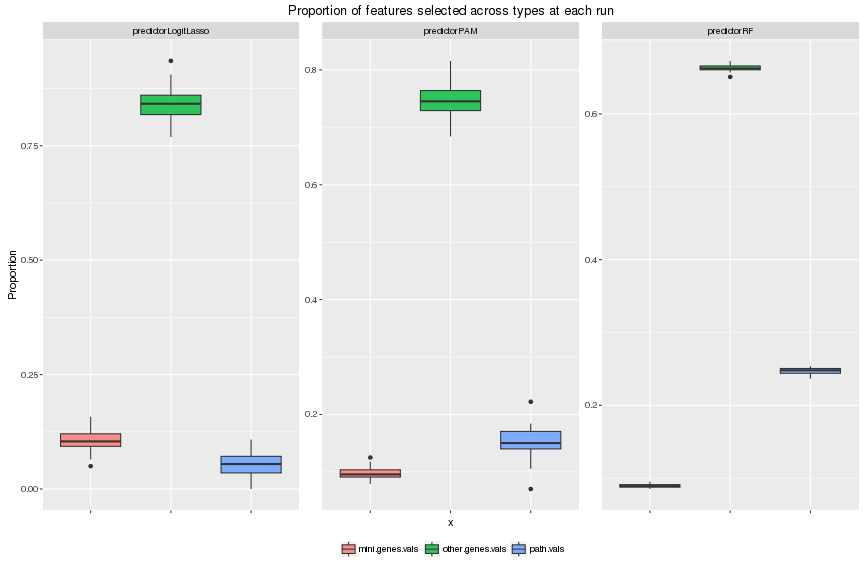 Proportion of features selected across types at each run
predictorLogitLasso
predictorPAM
predictorRF
Proportion
0.75
0.50
0.25
0.00
0.8
0.6
0.4
0.2
0.6
0.4
0.2
x
mini.genes.vals
other.genes.vals
path.vals